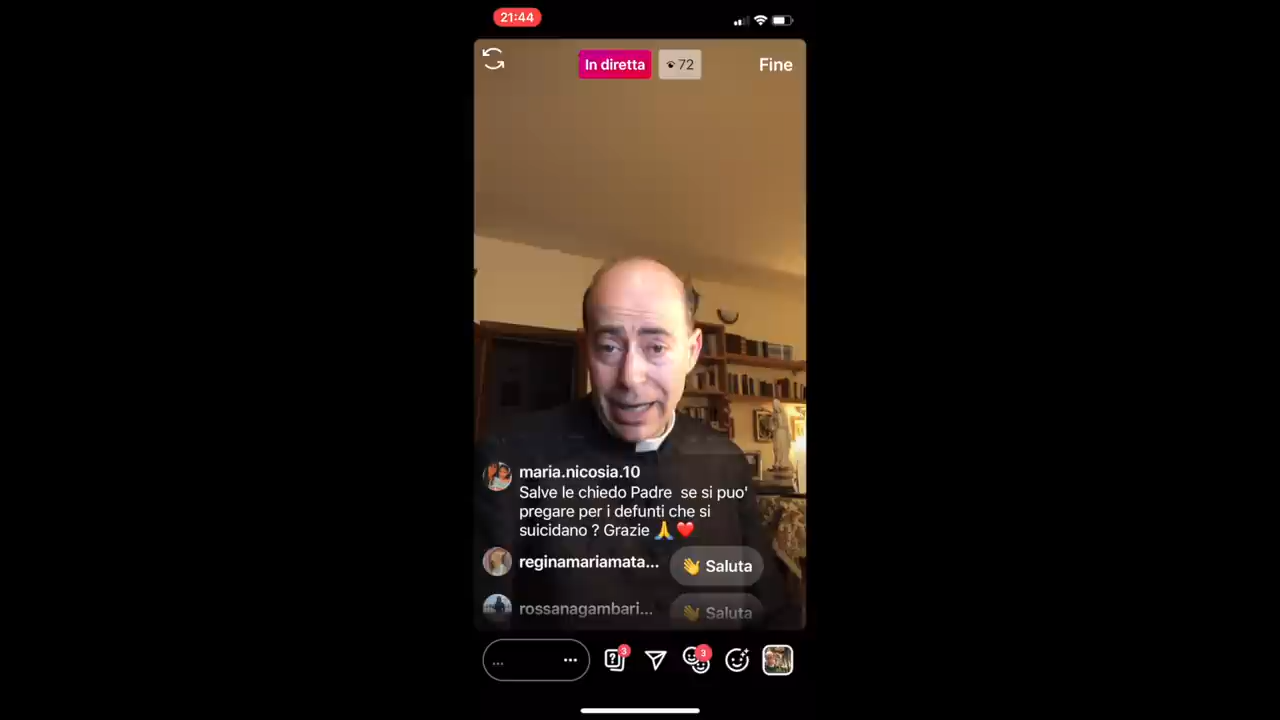 21:44
In diretta
72
Fine
maria.nicosia.10
Salve le chiedo Padre se si puo'
pregare per i defunti che si
suicidano ? Grazie 🙏❤️
reginamariamata...
👋 Saluta
rossanagambari...
👋 Saluta
...
3
3